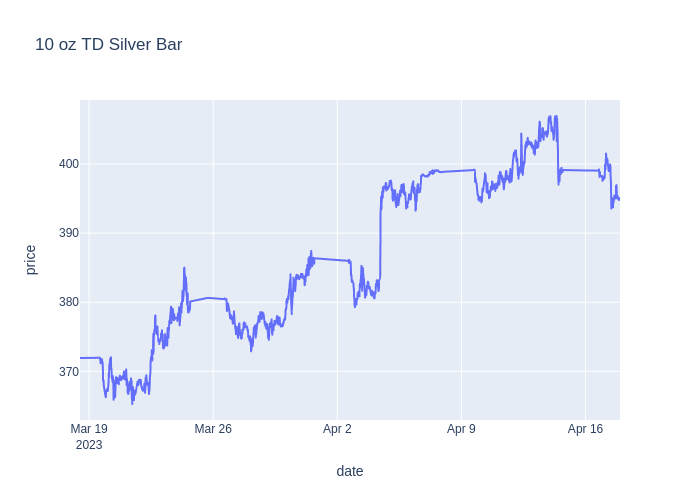 10 oz TD Silver Bar
price
400
390
380
370
Mar 19
2023
Mar 26
Apr 2
Apr 9
Apr 16
date